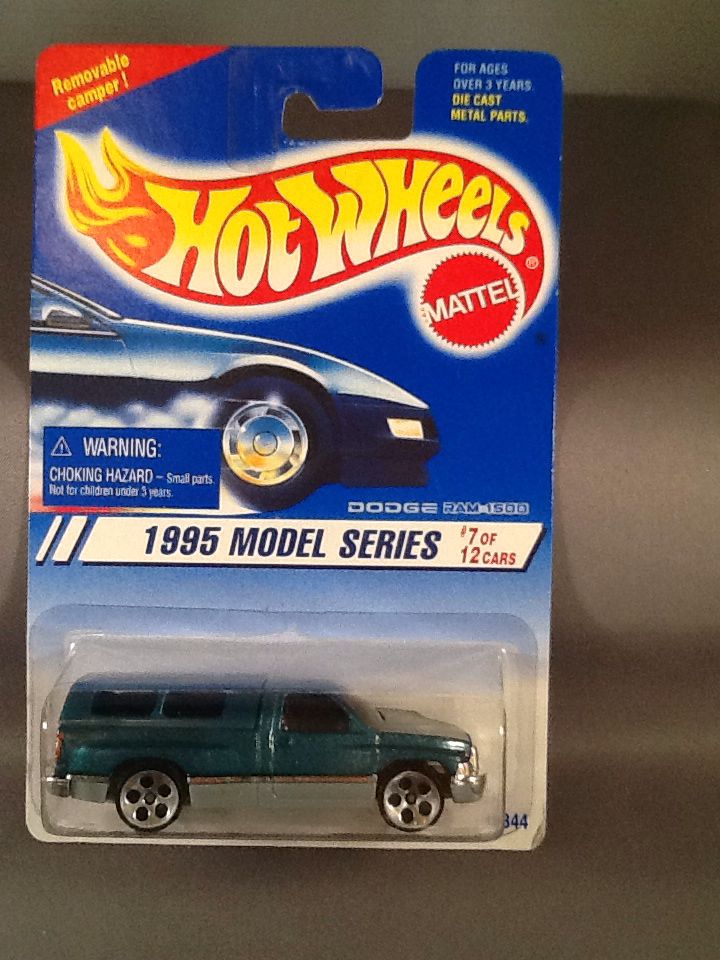 Removable
camper!
FOR AGES
OVER 3 YEARS.
DIE CAST
METAL PARTS.
HOT WHEELS
®
MATTEL
WARNING:
CHOKING HAZARD – Small parts.
Not for children under 3 years.
DODGE RAM 1500
1995 MODEL SERIES
#7 OF
12 CARS
344